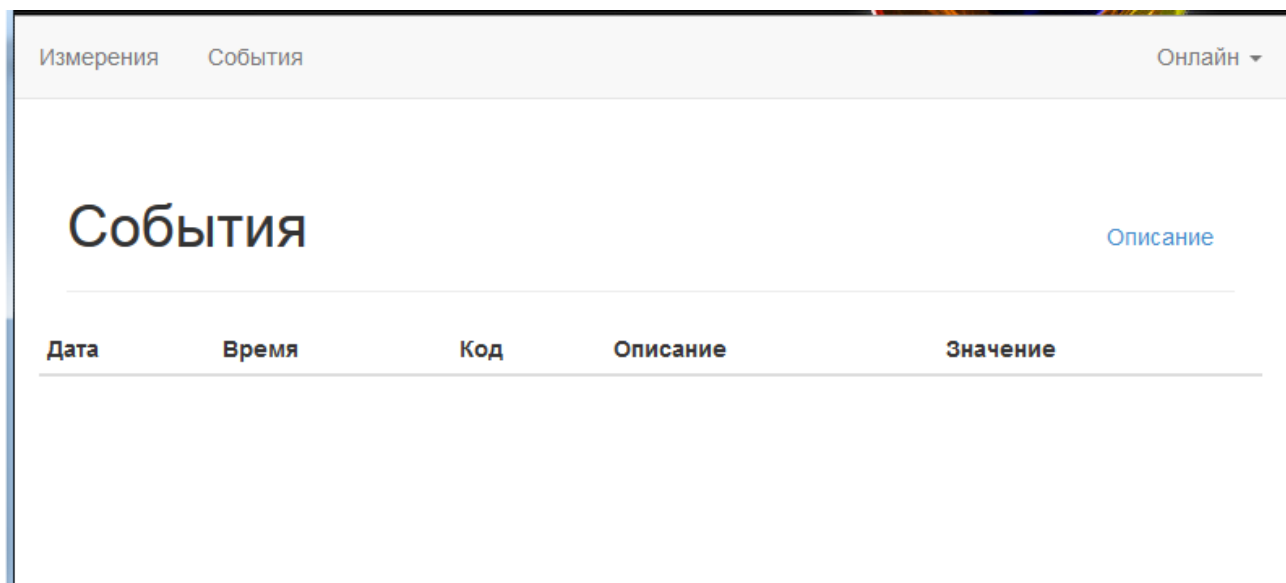 Измерения События Онлайн
События
Описание
Дата Время Код Описание Значение